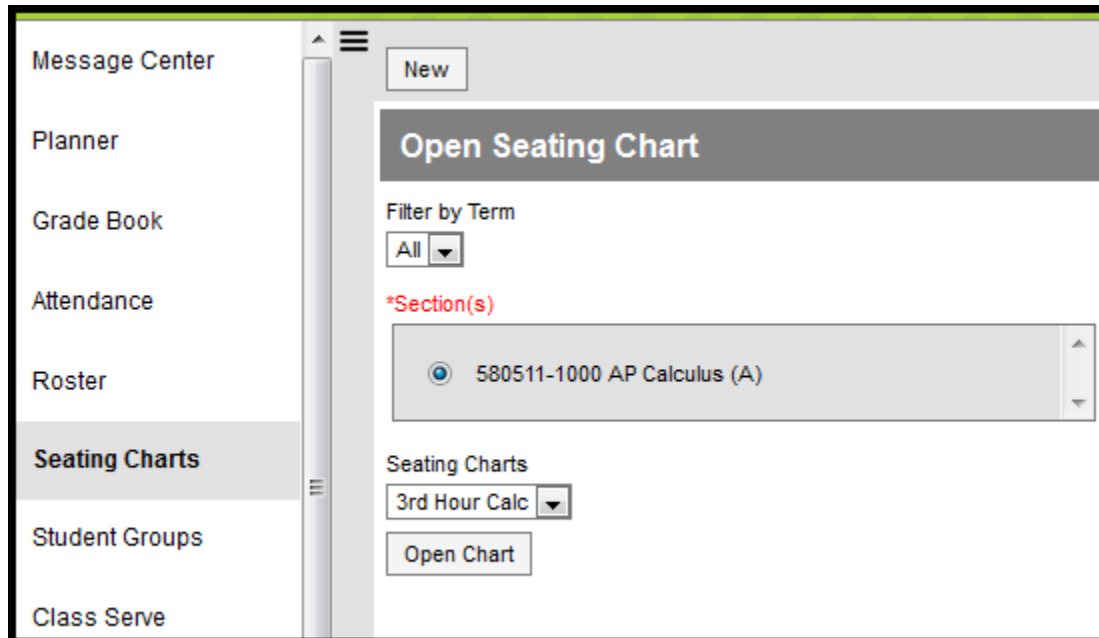 Message Center
Planner
Grade Book
Attendance
Roster
Seating Charts
Student Groups
Class Serve
New
Open Seating Chart
Filter by Term
All
*Section(s)
580511-1000 AP Calculus (A)
Seating Charts
3rd Hour Calc
Open Chart